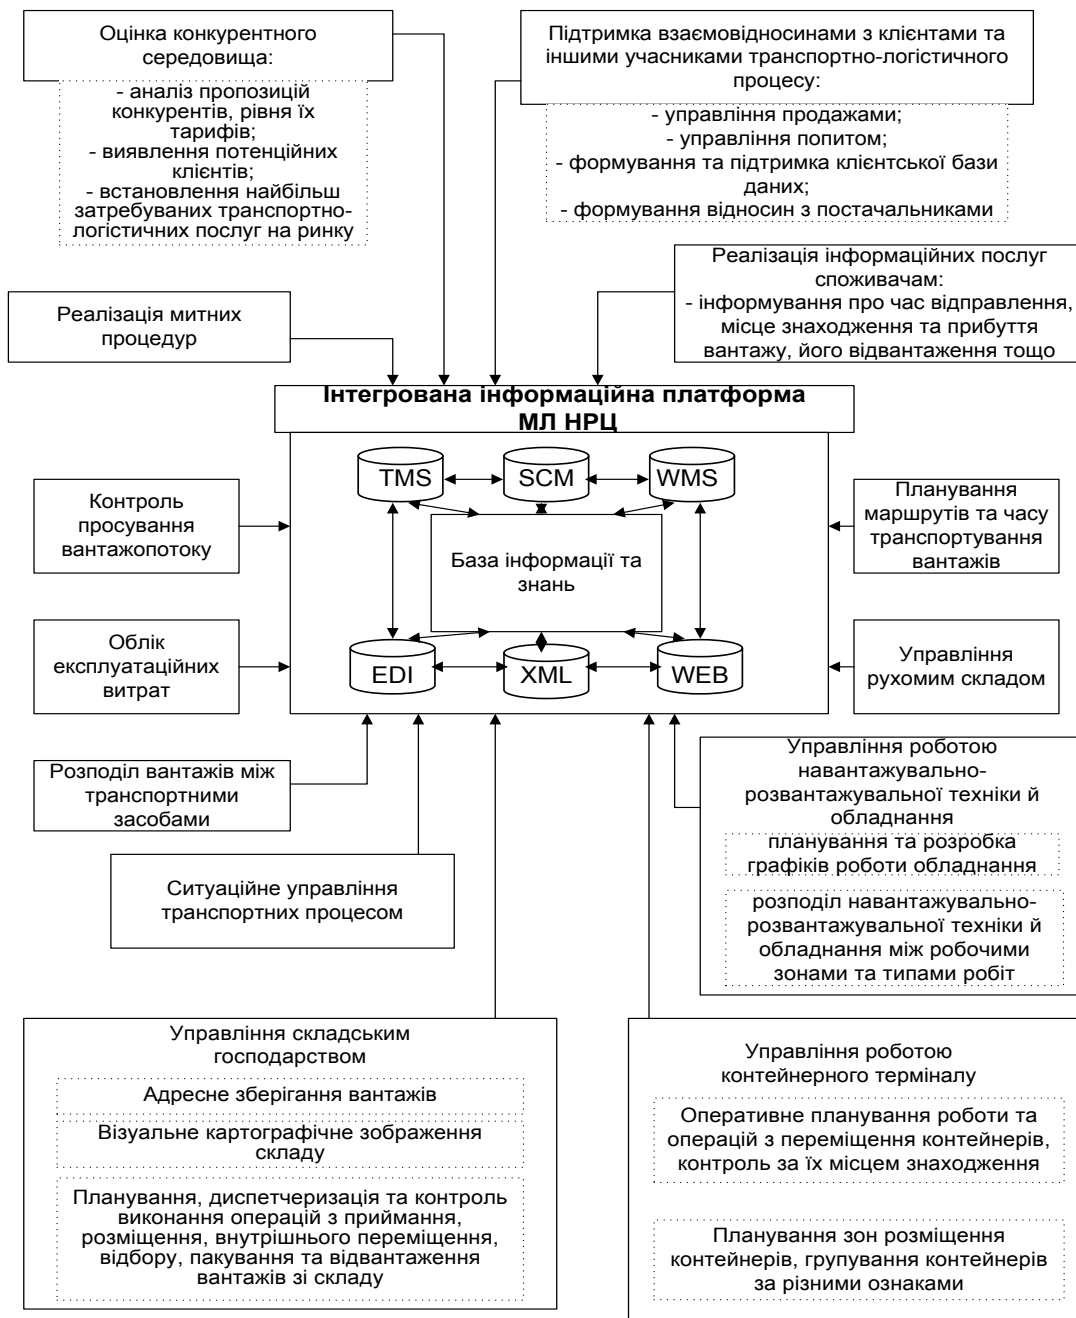 Оцінка конкурентного
середовища:
- аналіз пропозицій
конкурентів, рівня їх
тарифів;
- виявлення потенційних
клієнтів;
- встановлення найбільш
затребуваних транспортно-
логістичних послуг на ринку
Підтримка взаємовідносинами з клієнтами та
іншими учасниками транспортно-логістичного
процесу:
- управління продажами;
- управління попитом;
- формування та підтримка клієнтської бази
даних;
- формування відносин з постачальниками
Реалізація інформаційних послуг
споживачам:
- інформування про час відправлення,
місце знаходження та прибуття
вантажу, його відвантаження тощо
Реалізація митних
процедур
Інтегрована інформаційна платформа
МЛ НРЦ
TMS
SCM
WMS
База інформації та
знань
EDI
XML
WEB
Контроль
просування
вантажопотоку
Планування
маршрутів та часу
транспортування
вантажів
Облік
експлуатаційних
витрат
Управління
рухомим складом
Розподіл вантажів між
транспортними
засобами
Управління роботою
навантажувально-
розвантажувальної техніки й
обладнання
планування та розробка
графіків роботи обладнання
розподіл навантажувально-
розвантажувальної техніки й
обладнання між робочими
зонами та типами робіт
Ситуаційне управління
транспортних процесом
Управління складським
господарством
Адресне зберігання вантажів
Візуальне картографічне зображення
складу
Планування, диспетчеризація та контроль
виконання операцій з приймання,
розміщення, внутрішнього переміщення,
відбору, пакування та відвантаження
вантажів зі складу
Управління роботою
контейнерного терміналу
Оперативне планування роботи та
операцій з переміщення контейнерів,
контроль за їх місцем знаходження
Планування зон розміщення
контейнерів, групування контейнерів
за різними ознаками